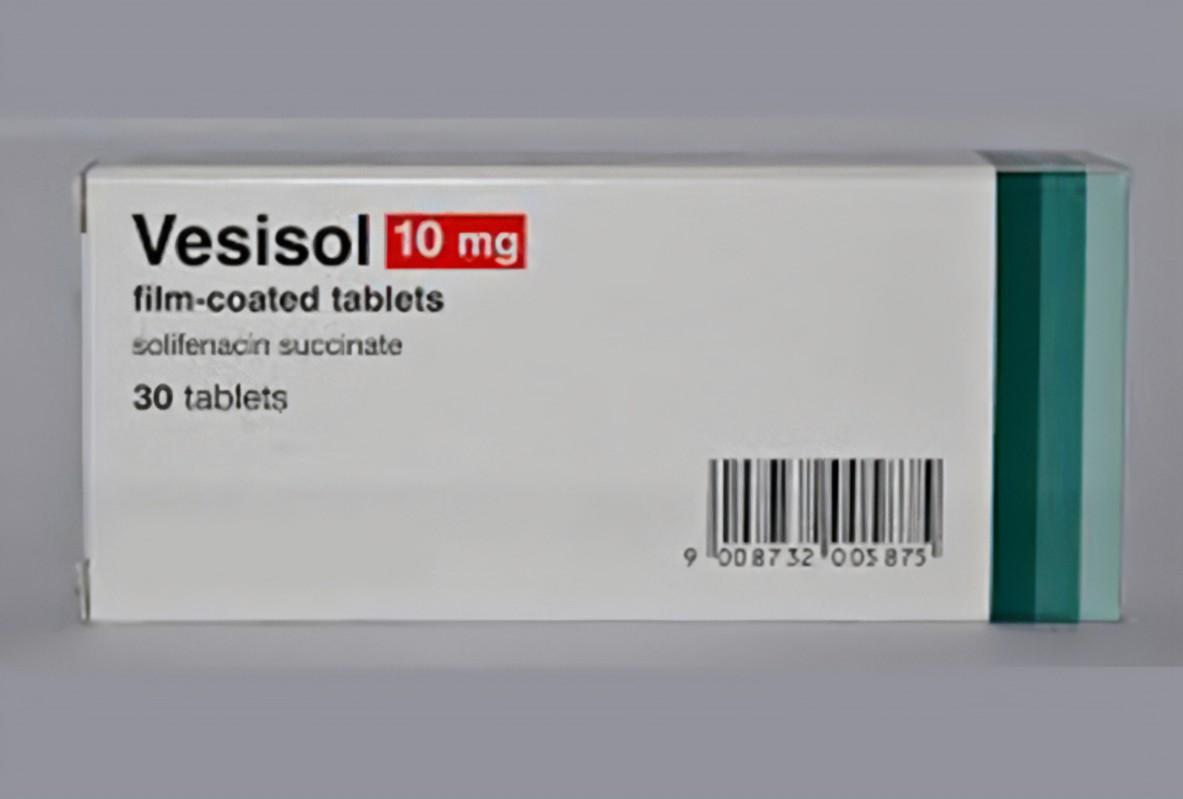 Vesisol 10 mg
film-coated tablets
solifenacin succinate
30 tablets
9 008732 005875